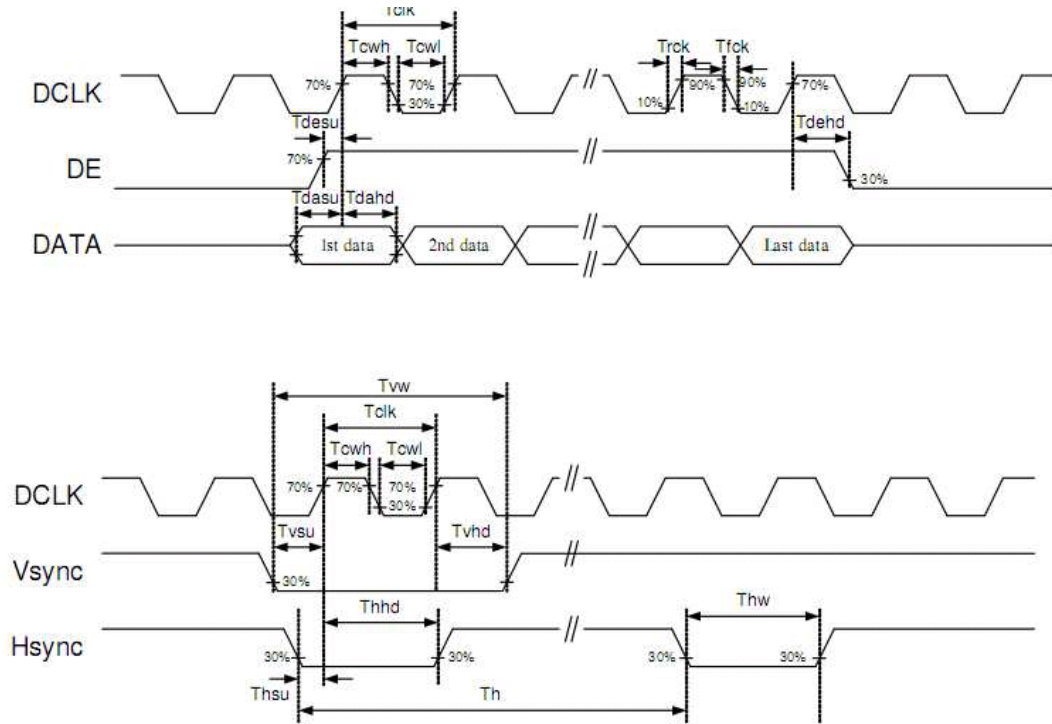 Tclk
Tcwh Tcwl Trck Tfck
DCLK 70% 70% 30% 10% 90% 90% 10% 70%
Tdesu Tdehd
DE 70% 30%
Tdasu Tdahd
DATA 1st data 2nd data // Last data
Tvw
Tclk
Tcwh Tcwl
DCLK 70% 70% 70% 30%
Tvsu Tvhd
Vsync 30%
Thhd Thw
Hsync 30% 30% 30% 30%
Thsu Th